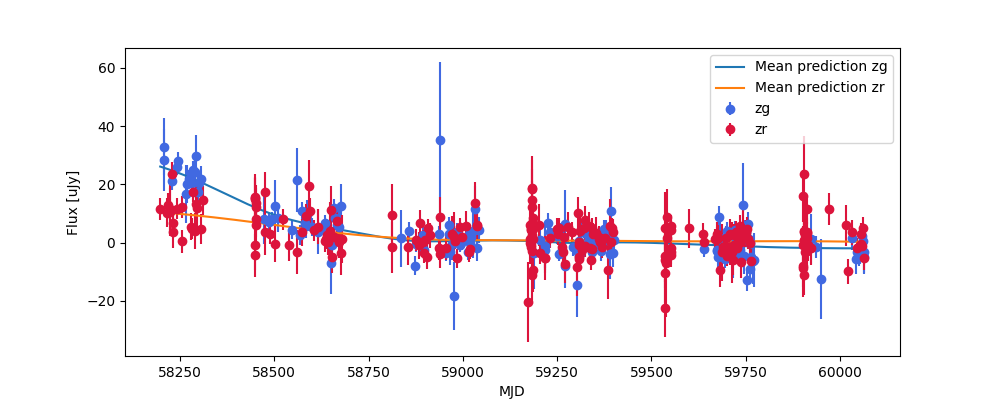 Mean prediction zg
Mean prediction zr
zg
zr
60
40
20
0
−20
Flux [uJy]
58250 58500 58750 59000 59250 59500 59750 60000
MJD